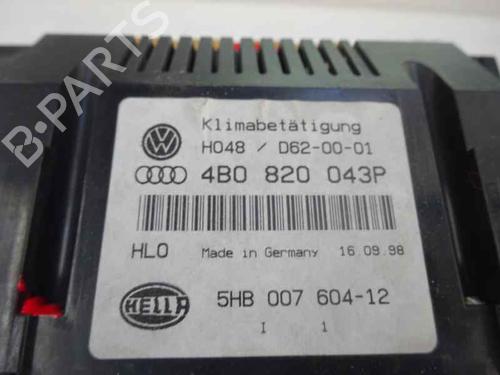 Klimabetätigung
H048 / D62-00-01
4B0 820 043P
HLO Made in Germany 16.09.98
HELLA 5HB 007 604-12
I 1
B-PARTS